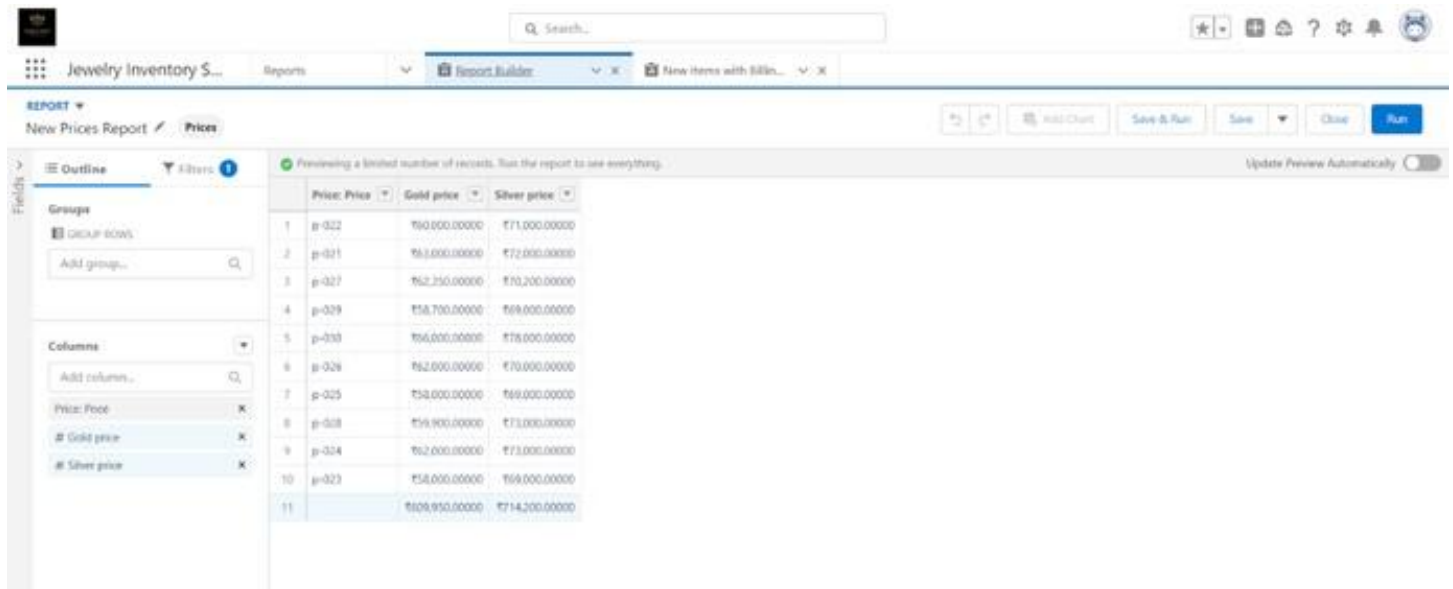 Search...
Jewelry Inventory S...
Reports
Report Builder
New items with Billin...
REPORT
New Prices Report
Prices
Add Chart
Save & Run
Save
Close
Run
Fields
Outline
Filters 1
Previewing a limited number of records. Run the report to see everything.
Update Preview Automatically
Groups
GROUP ROWS
Add group...
Columns
Add column...
Price: Price
# Gold price
# Silver price
Price: Price Gold price Silver price
1 p-022 ₹60,000.00000 ₹71,000.00000
2 p-021 ₹63,000.00000 ₹72,000.00000
3 p-027 ₹62,250.00000 ₹70,200.00000
4 p-029 ₹58,700.00000 ₹69,000.00000
5 p-030 ₹66,000.00000 ₹78,000.00000
6 p-026 ₹62,000.00000 ₹70,000.00000
7 p-025 ₹58,000.00000 ₹69,000.00000
8 p-028 ₹59,900.00000 ₹73,000.00000
9 p-024 ₹62,000.00000 ₹73,000.00000
10 p-023 ₹58,000.00000 ₹69,000.00000
11 ₹609,950.00000 ₹714,200.00000